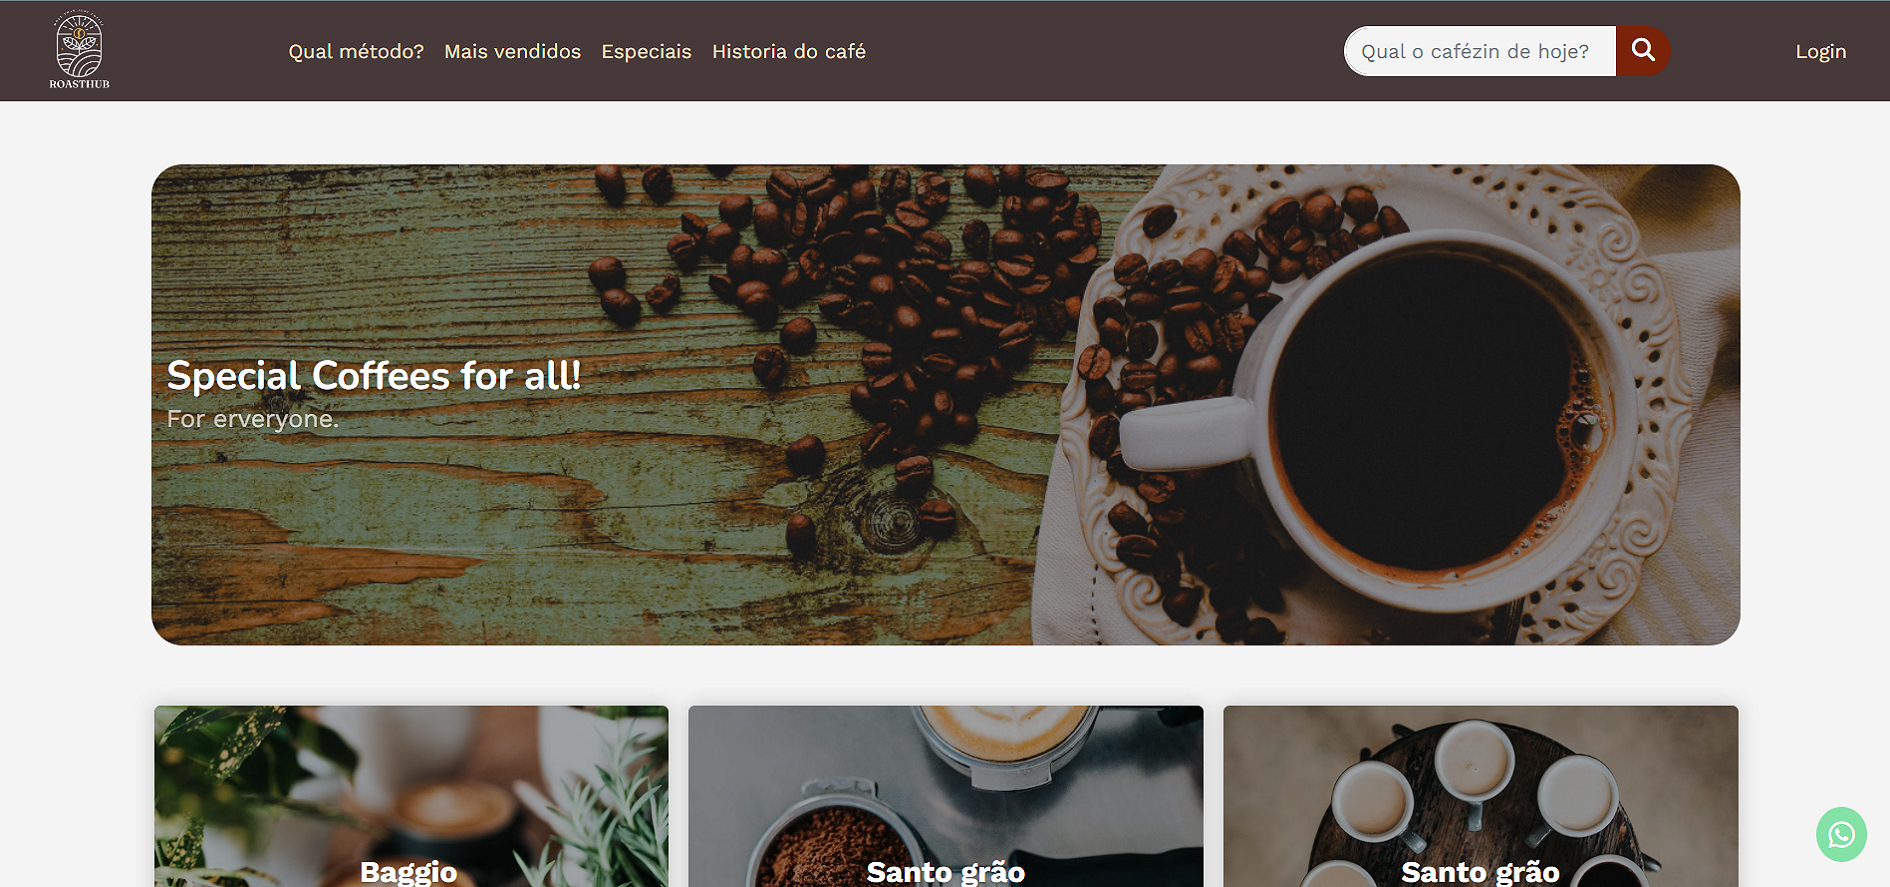 ROASTHUB
Qual método?
Mais vendidos
Especiais
Historia do café
Qual o cafézin de hoje?
Login
Special Coffees for all!
For erveryone.
Baggio
Santo grão
Santo grão